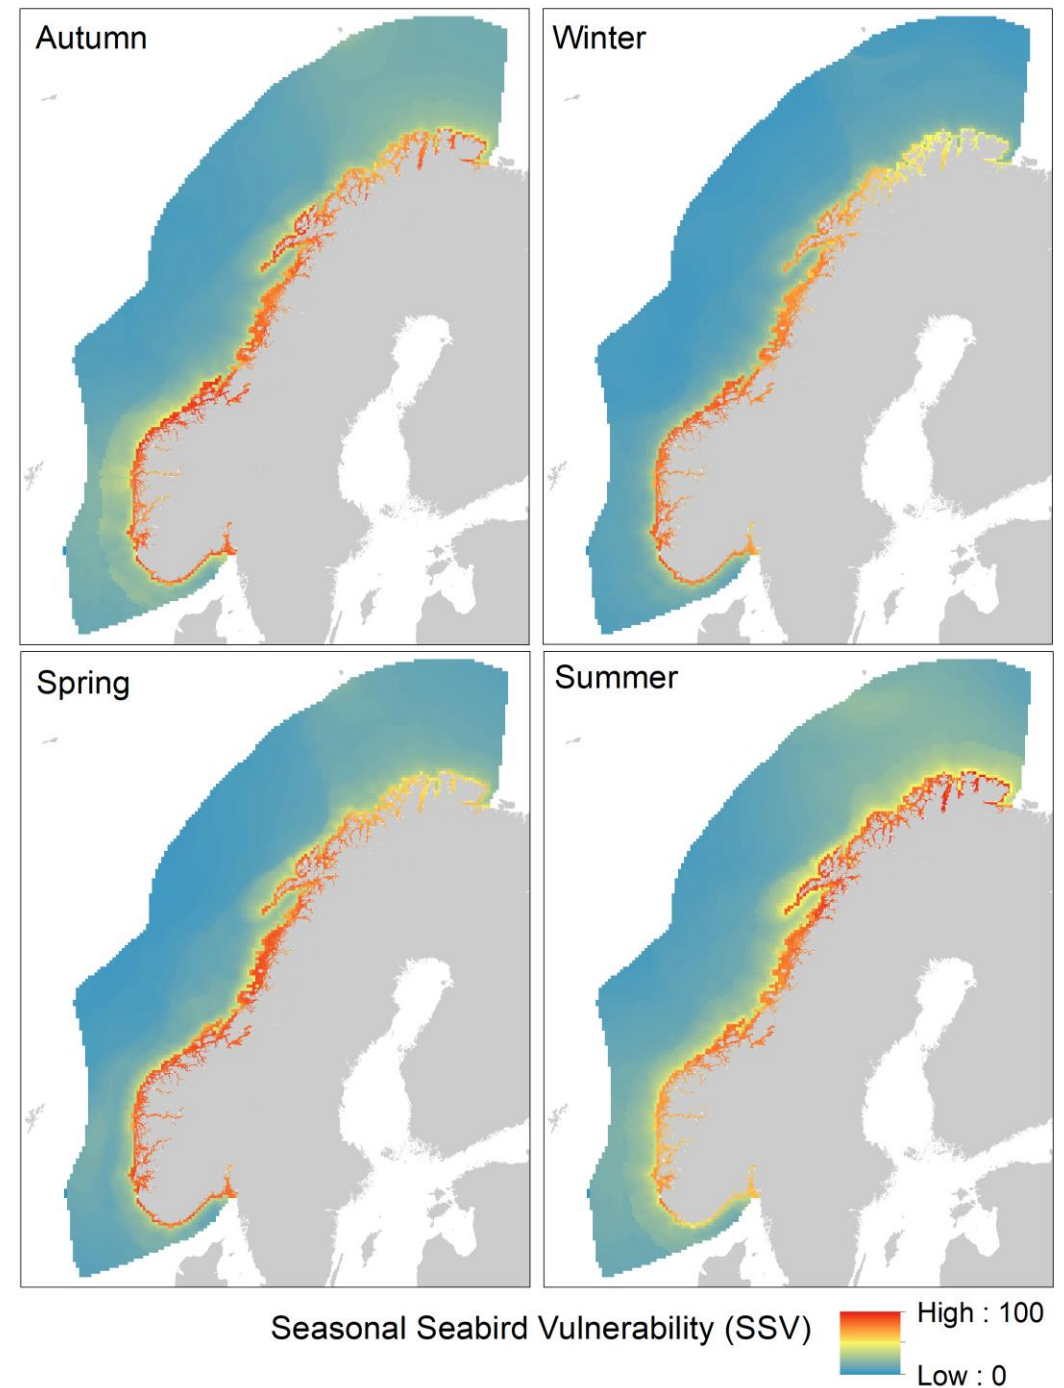 Autumn
Winter
Spring
Summer
Seasonal Seabird Vulnerability (SSV)
High : 100
Low : 0